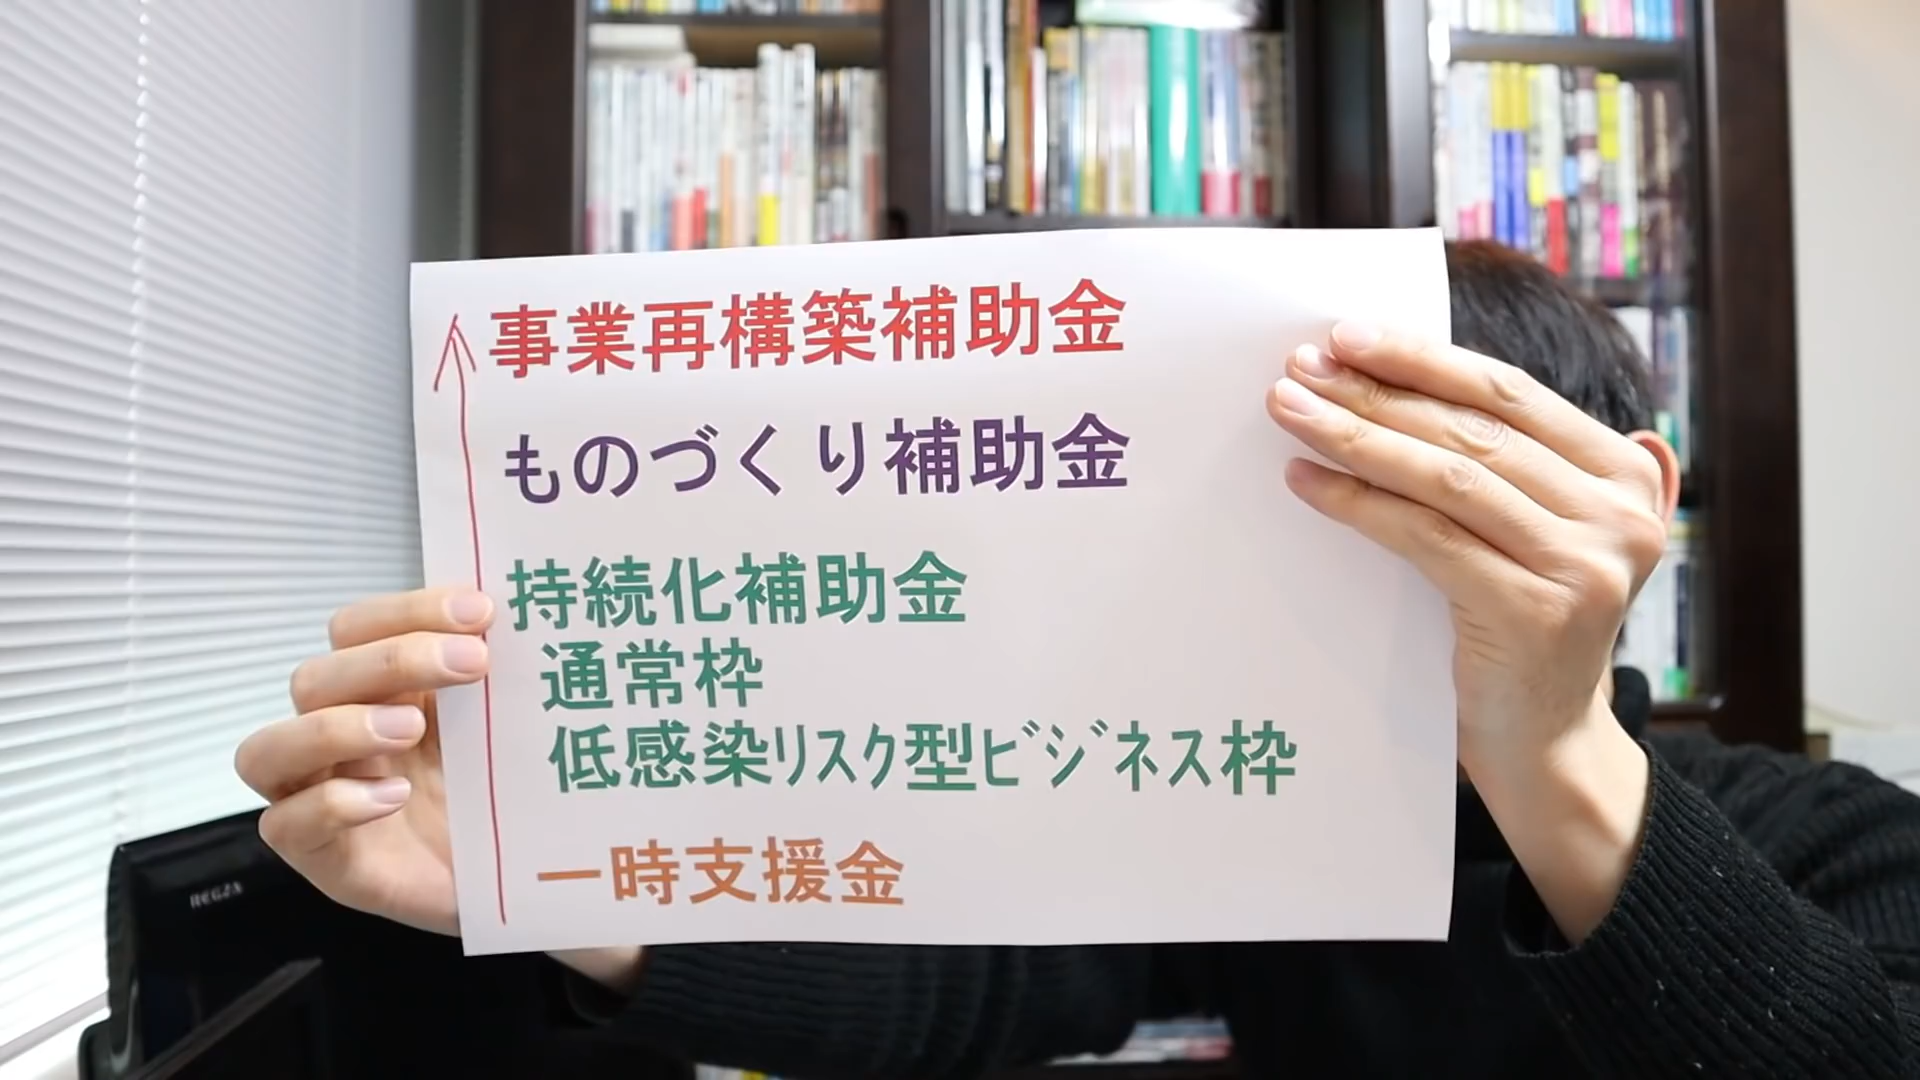 事業再構築補助金
ものづくり補助金
持続化補助金
通常枠
低感染ﾘｽｸ型ﾋﾞｼﾞﾈｽ枠
一時支援金
REGZA